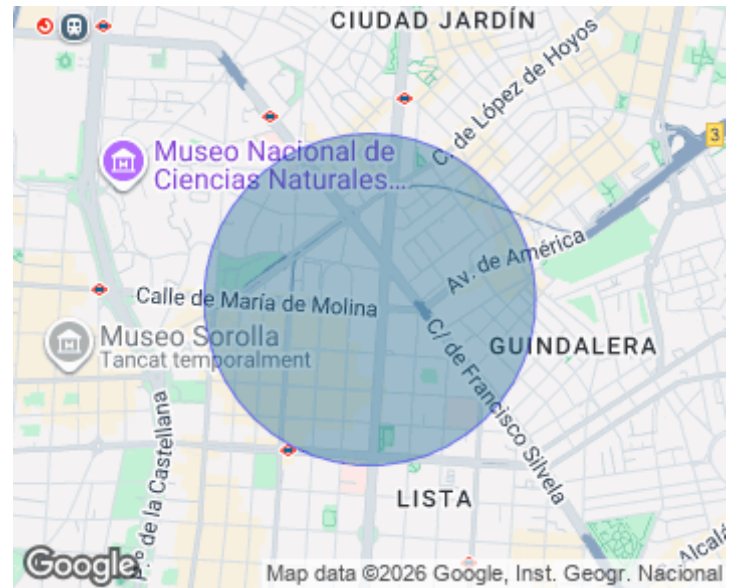 CIUDAD JARDÍN
C. de López de Hoyos
3
Museo Nacional de
Ciencias Naturales...
Av. de América
Calle de María de Molina
Museo Sorolla
Tancat temporalment
GUINDALERA
C/ de Francisco Silvela
P.º de la Castellana
LISTA
Alcalá
Google
Map data ©2026 Google, Inst. Geogr. Nacional